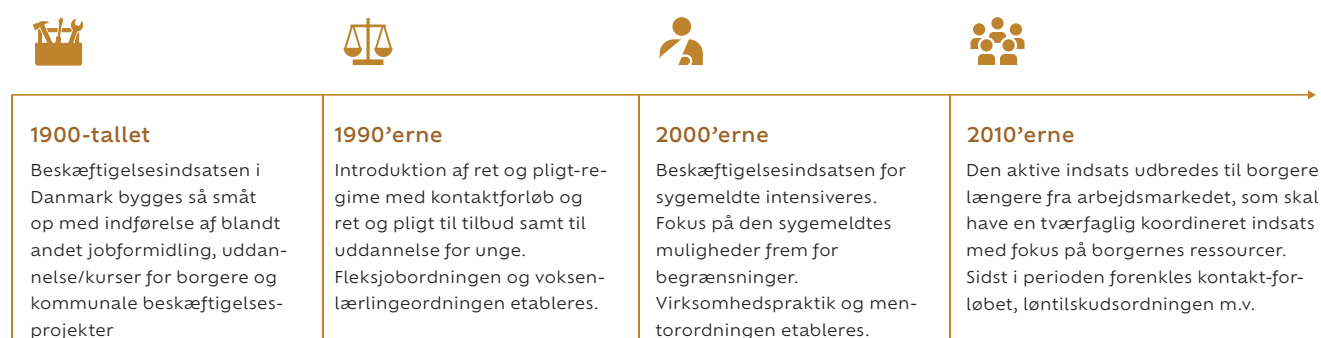 1900-tallet
Beskæftigelsesindsatsen i
Danmark bygges så småt
op med indførelse af blandt
andet jobformidling, uddan-
nelse/kurser for borgere og
kommunale beskæftigelses-
projekter
1990’erne
Introduktion af ret og pligt-re-
gime med kontaktforløb og
ret og pligt til tilbud samt til
uddannelse for unge.
Fleksjobordningen og voksen-
lærlingeordningen etableres.
2000’erne
Beskæftigelsesindsatsen for
sygemeldte intensiveres.
Fokus på den sygemeldtes
muligheder frem for
begrænsninger.
Virksomhedspraktik og men-
torordningen etableres.
2010’erne
Den aktive indsats udbredes til borgere
længere fra arbejdsmarkedet, som skal
have en tværfaglig koordineret indsats
med fokus på borgernes ressourcer.
Sidst i perioden forenkles kontakt-for-
løbet, løntilskudsordningen m.v.